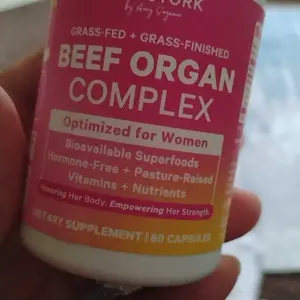 GRASS-FED + GRASS-FINISHED
BEEF ORGAN
COMPLEX
Optimized for Women
Bioavailable Superfoods
Hormone-Free + Pasture-Raised
Vitamins + Nutrients
Honoring Her Body. Empowering Her Strength.
DIETARY SUPPLEMENT | 60 CAPSULES